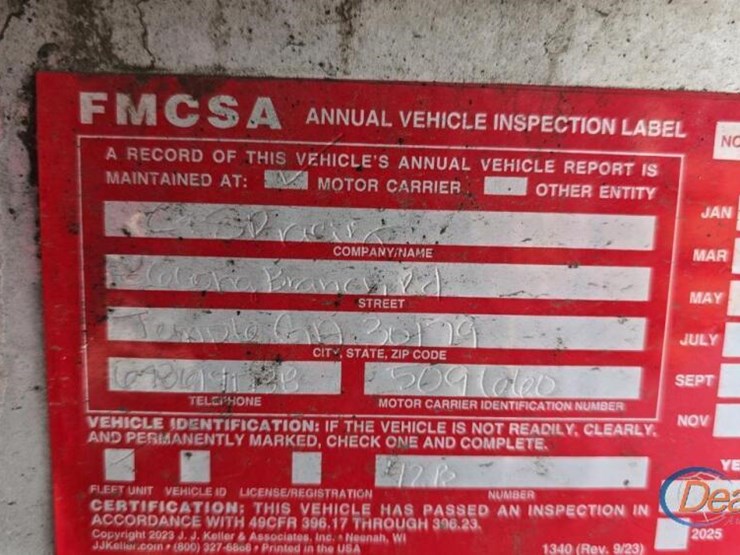 FMCSA ANNUAL VEHICLE INSPECTION LABEL
NO
A RECORD OF THIS VEHICLE'S ANNUAL VEHICLE REPORT IS
MAINTAINED AT: MOTOR CARRIER OTHER ENTITY
JAN
COMPANY/NAME
MAR
STREET
MAY
Temple GA 30179
CITY, STATE, ZIP CODE
JULY
TELEPHONE
MOTOR CARRIER IDENTIFICATION NUMBER
SEPT
NOV
VEHICLE IDENTIFICATION: IF THE VEHICLE IS NOT READILY, CLEARLY,
AND PERMANENTLY MARKED, CHECK ONE AND COMPLETE.
YE
FLEET UNIT VEHICLE ID LICENSE/REGISTRATION NUMBER
CERTIFICATION: THIS VEHICLE HAS PASSED AN INSPECTION IN
ACCORDANCE WITH 49CFR 396.17 THROUGH 396.23.
Copyright 2023 J. J. Keller & Associates, Inc. • Neenah, WI
JJKeller.com • (800) 327-6868 • Printed in the USA
1340 (Rev. 9/23)
2025
Dea